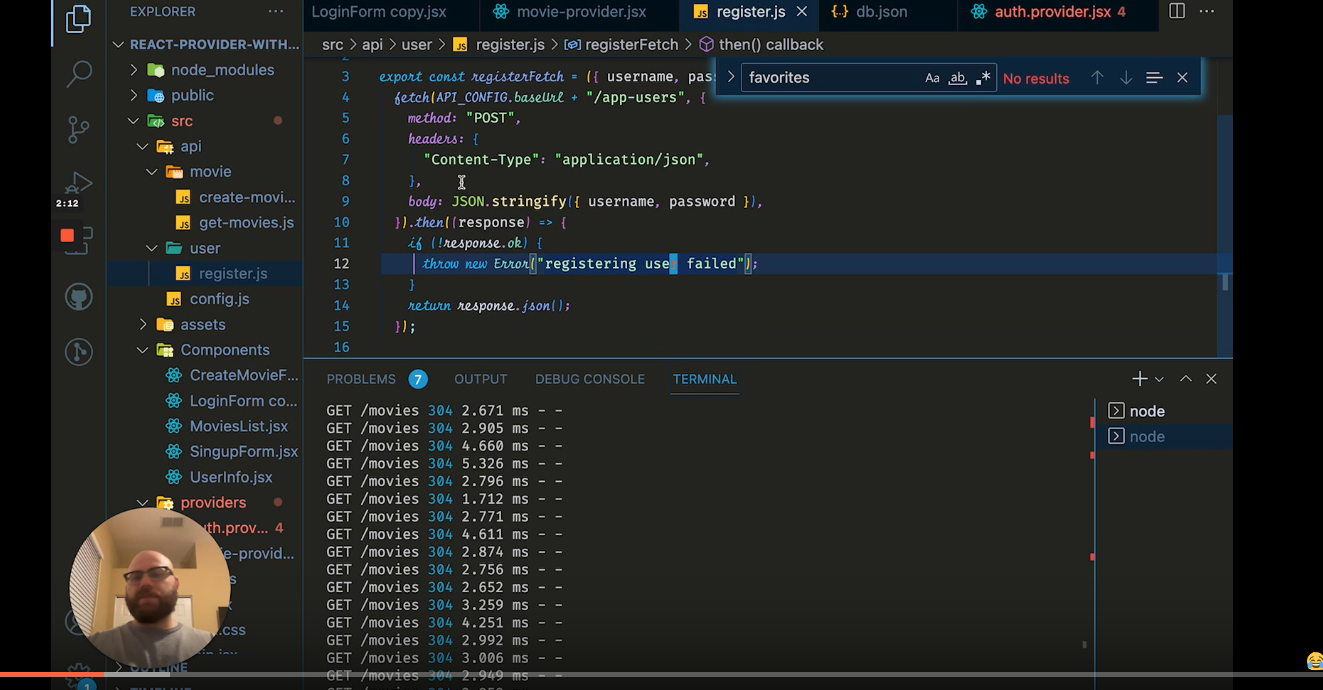 EXPLORER
LoginForm copy.jsx
movie-provider.jsx
JS register.js
db.json
auth.provider.jsx 4
REACT-PROVIDER-WITH...
src > api > user > JS register.js > registerFetch > then() callback
node_modules
public
src
api
movie
JS create-movi...
JS get-movies.js
user
JS register.js
JS config.js
assets
Components
CreateMovieF...
LoginForm co...
MoviesList.jsx
SingupForm.jsx
UserInfo.jsx
providers
auth.prov... 4
e-provid...
.css
OUTLINE
2:12
1
favorites
Aa ab .*
No results
3 export const registerFetch = ({ username, pas
4 fetch(API_CONFIG.baseUrl + "/app-users", {
5 method: "POST",
6 headers: {
7 "Content-Type": "application/json",
8 },
9 body: JSON.stringify({ username, password }),
10 }).then((response) => {
11 if (!response.ok) {
12 throw new Error("registering user failed");
13 }
14 return response.json();
15 });
16
PROBLEMS 7 OUTPUT DEBUG CONSOLE TERMINAL
GET /movies 304 2.671 ms - -
GET /movies 304 2.905 ms - -
GET /movies 304 4.660 ms - -
GET /movies 304 5.326 ms - -
GET /movies 304 2.796 ms - -
GET /movies 304 1.712 ms - -
GET /movies 304 2.771 ms - -
GET /movies 304 4.611 ms - -
GET /movies 304 2.874 ms - -
GET /movies 304 2.756 ms - -
GET /movies 304 2.652 ms - -
GET /movies 304 3.259 ms - -
GET /movies 304 4.251 ms - -
GET /movies 304 2.992 ms - -
GET /movies 304 3.006 ms - -
GET /movies 304 2.949 ms - -
node
node